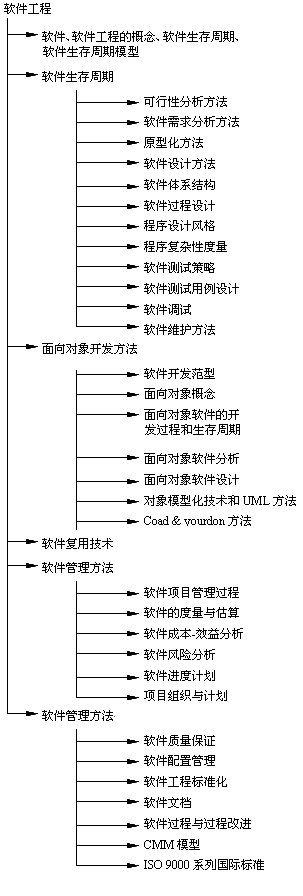 软件工程
软件、软件工程的概念、软件生存周期、
软件生存周期模型
软件生存周期
可行性分析方法
软件需求分析方法
原型化方法
软件设计方法
软件体系结构
软件过程设计
程序设计风格
程序复杂性度量
软件测试策略
软件测试用例设计
软件调试
软件维护方法
面向对象开发方法
软件开发范型
面向对象概念
面向对象软件的开
发过程和生存周期
面向对象软件分析
面向对象软件设计
对象模型化技术和 UML 方法
Coad & yourdon 方法
软件复用技术
软件管理方法
软件项目管理过程
软件的度量与估算
软件成本-效益分析
软件风险分析
软件进度计划
项目组织与计划
软件管理方法
软件质量保证
软件配置管理
软件工程标准化
软件文档
软件过程与过程改进
CMM 模型
ISO 9000 系列国际标准